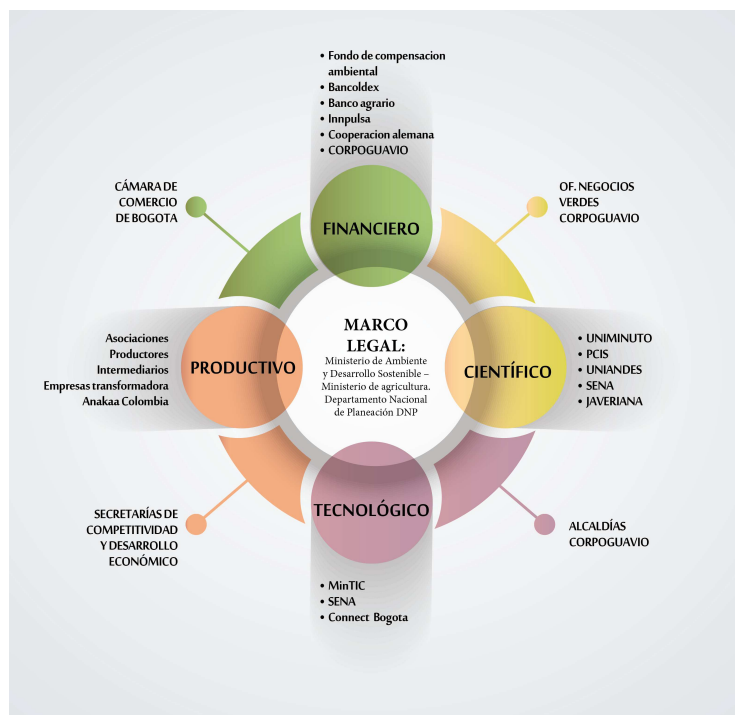 • Fondo de compensacion
ambiental
• Bancoldex
• Banco agrario
• Innpulsa
• Cooperacion alemana
• CORPOGUAVIO
CÁMARA DE
COMERCIO
DE BOGOTA
OF. NEGOCIOS
VERDES
CORPOGUAVIO
FINANCIERO
MARCO
LEGAL:
Ministerio de Ambiente
y Desarrollo Sostenible –
Ministerio de agricultura.
Departamento Nacional
de Planeación DNP
Asociaciones
Productores
Intermediarios
Empresas transformadora
Anakaa Colombia
PRODUCTIVO
CIENTÍFICO
• UNIMINUTO
• PCIS
• UNIANDES
• SENA
• JAVERIANA
TECNOLÓGICO
SECRETARÍAS DE
COMPETITIVIDAD
Y DESARROLLO
ECONÓMICO
ALCALDÍAS
CORPOGUAVIO
• MinTIC
• SENA
• Connect Bogota